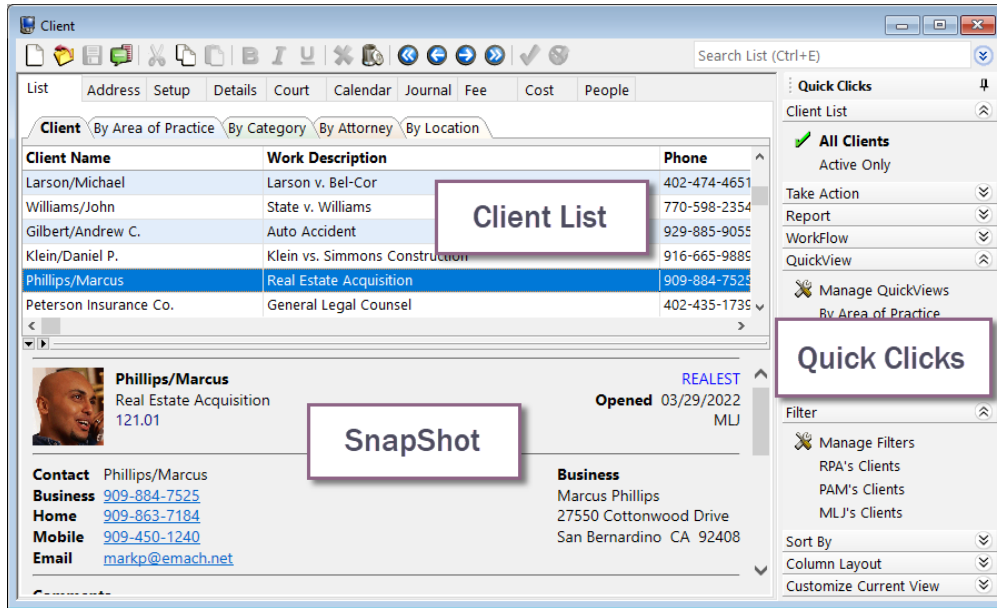 Client
B I U
Search List (Ctrl+E)
List Address Setup Details Court Calendar Journal Fee Cost People
Client By Area of Practice By Category By Attorney By Location
Client Name Work Description Phone
Larson/Michael Larson v. Bel-Cor 402-474-4651
Williams/John State v. Williams 770-598-2354
Gilbert/Andrew C. Auto Accident 929-885-9055
Klein/Daniel P. Klein vs. Simmons Construction 916-665-9889
Phillips/Marcus Real Estate Acquisition 909-884-7525
Peterson Insurance Co. General Legal Counsel 402-435-1739
Client List
Phillips/Marcus REALEST
Real Estate Acquisition Opened 03/29/2022
121.01 MLJ
SnapShot
Contact Phillips/Marcus
Business 909-884-7525
Home 909-863-7184
Mobile 909-450-1240
Email markp@emach.net
Business
Marcus Phillips
27550 Cottonwood Drive
San Bernardino CA 92408
Quick Clicks
Client List
All Clients
Active Only
Take Action
Report
WorkFlow
QuickView
Manage QuickViews
By Area of Practice
Quick Clicks
Filter
Manage Filters
RPA's Clients
PAM's Clients
MLJ's Clients
Sort By
Column Layout
Customize Current View